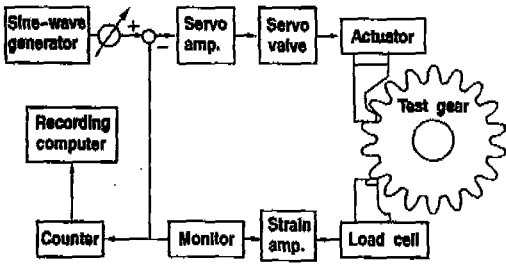 Sine-wave
generator
+
−
Servo
amp.
Servo
valve
Actuator
Test gear
Recording
computer
Counter
Monitor
Strain
amp.
Load cell